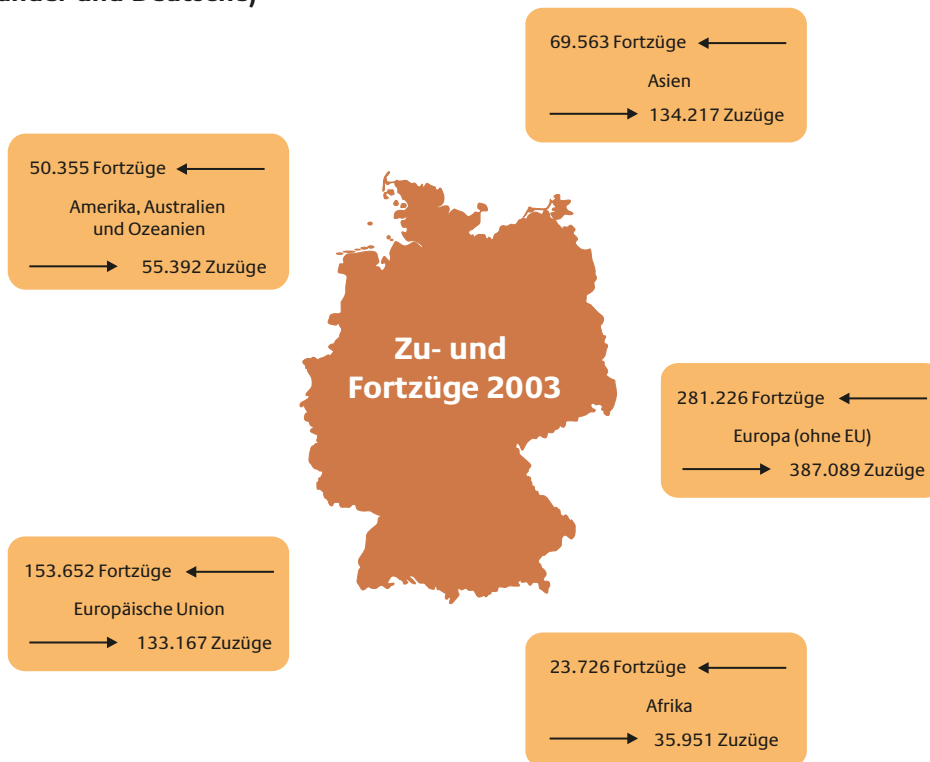 und Deutsche)
69.563 Fortzüge
Asien
134.217 Zuzüge
50.355 Fortzüge
Amerika, Australien
und Ozeanien
55.392 Zuzüge
Zu- und
Fortzüge 2003
281.226 Fortzüge
Europa (ohne EU)
387.089 Zuzüge
153.652 Fortzüge
Europäische Union
133.167 Zuzüge
23.726 Fortzüge
Afrika
35.951 Zuzüge